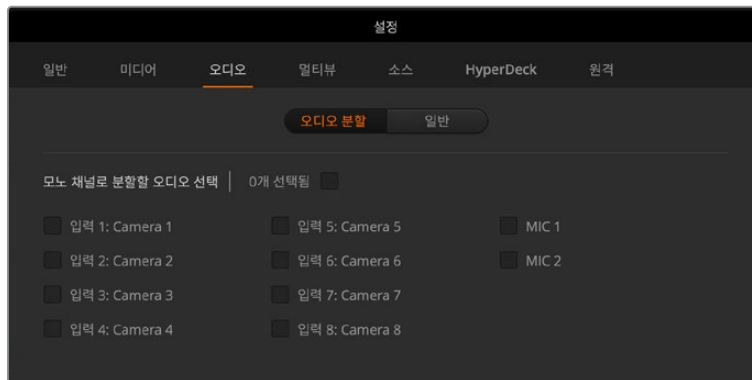 설정
일반 미디어 오디오 멀티뷰 소스 HyperDeck 원격
오디오 분할 일반
모노 채널로 분할할 오디오 선택 0개 선택됨
입력 1: Camera 1 입력 5: Camera 5 MIC 1
입력 2: Camera 2 입력 6: Camera 6 MIC 2
입력 3: Camera 3 입력 7: Camera 7
입력 4: Camera 4 입력 8: Camera 8